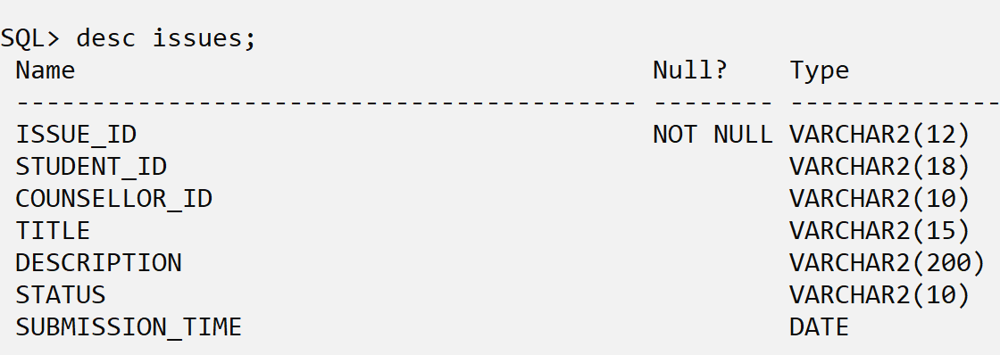 SQL> desc issues;
Name Null? Type
----------------------------------------- -------- --------------
ISSUE_ID NOT NULL VARCHAR2(12)
STUDENT_ID VARCHAR2(18)
COUNSELLOR_ID VARCHAR2(10)
TITLE VARCHAR2(15)
DESCRIPTION VARCHAR2(200)
STATUS VARCHAR2(10)
SUBMISSION_TIME DATE